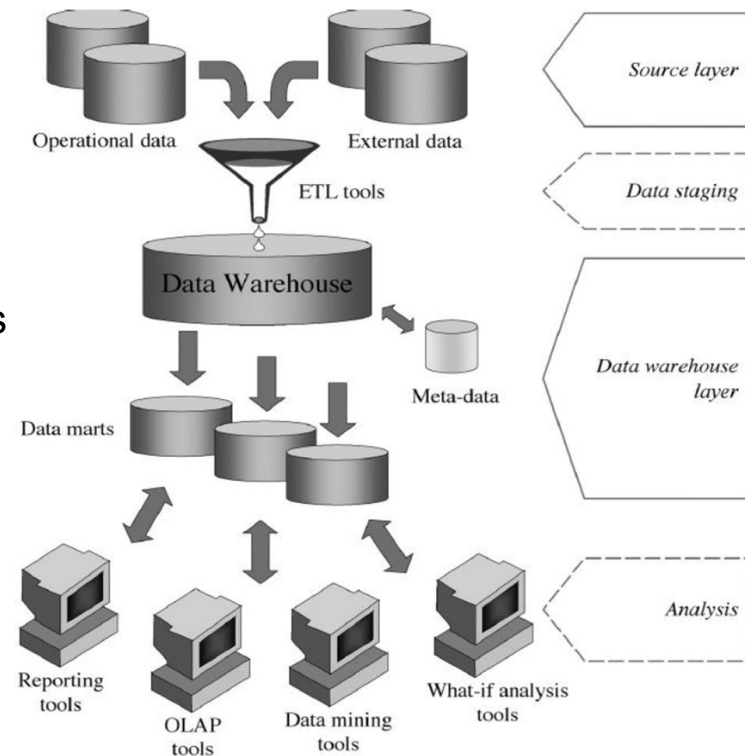 Source layer
Operational data
External data
ETL tools
Data staging
Data Warehouse
s
Data warehouse
layer
Meta-data
Data marts
Analysis
Reporting
tools
OLAP
tools
Data mining
tools
What-if analysis
tools